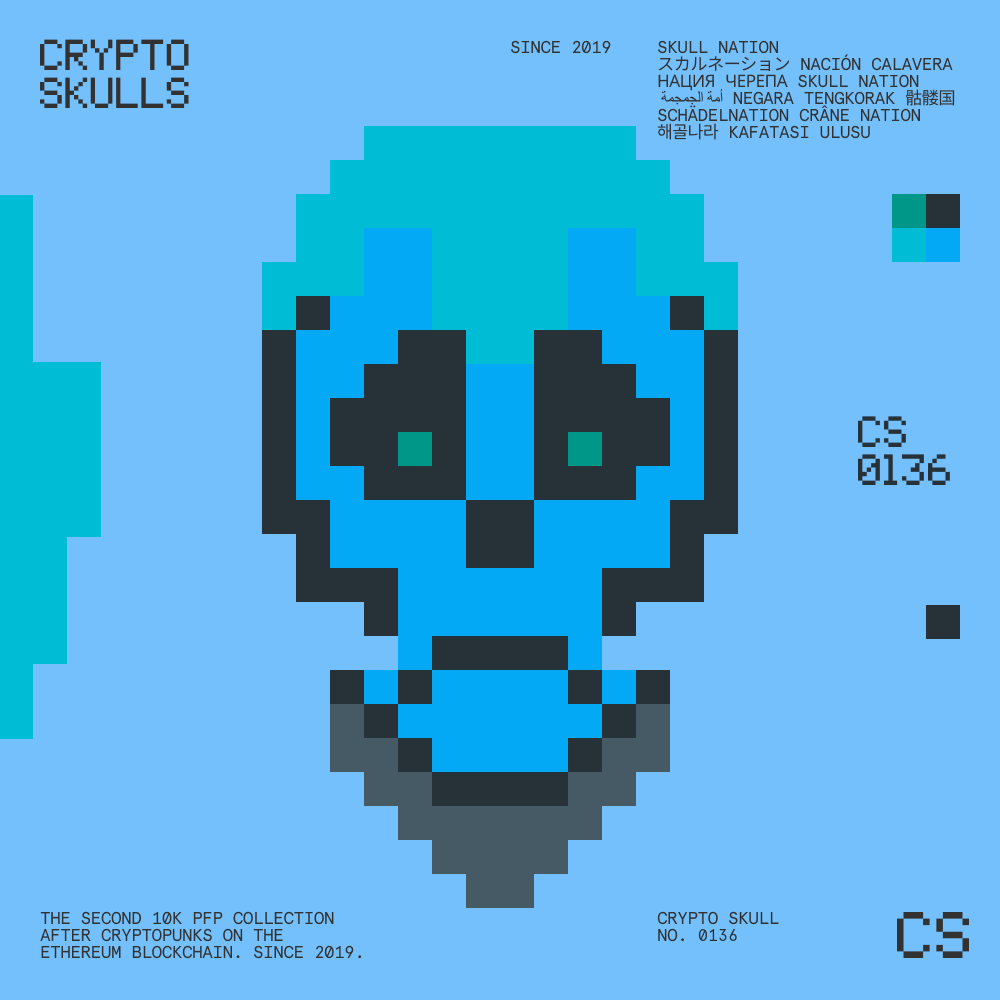 CRYPTO
SKULLS
SINCE 2019
SKULL NATION
スカルネーション NACIÓN CALAVERA
НАЦИЯ ЧЕРЕПА SKULL NATION
أمة الجمجمة NEGARA TENGKORAK 骷髅国
SCHÄDELNATION CRÂNE NATION
해골나라 KAFATASI ULUSU
CS
0136
THE SECOND 10K PFP COLLECTION
AFTER CRYPTOPUNKS ON THE
ETHEREUM BLOCKCHAIN. SINCE 2019.
CRYPTO SKULL
NO. 0136
CS